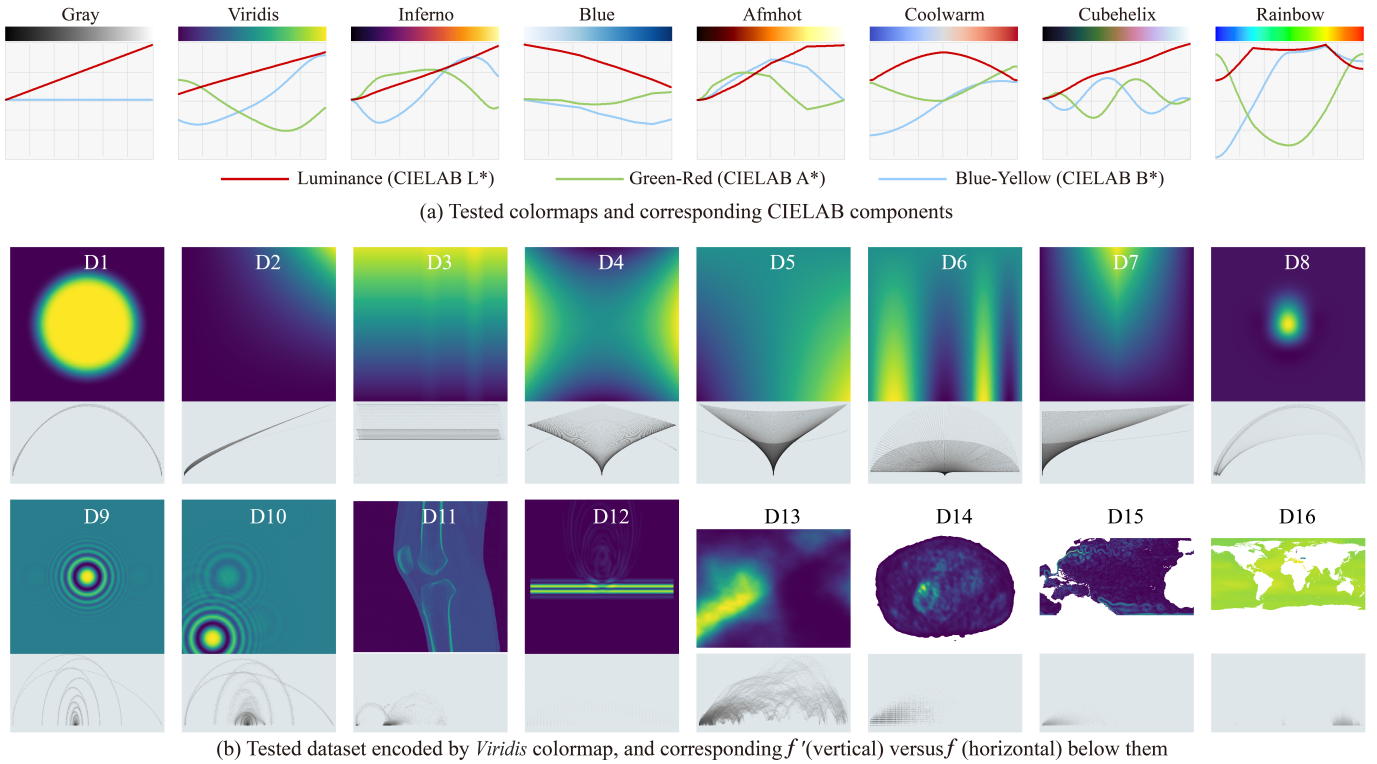 Gray Viridis Inferno Blue Afmhot Coolwarm Cubehelix Rainbow
Luminance (CIELAB L*) Green-Red (CIELAB A*) Blue-Yellow (CIELAB B*)
(a) Tested colormaps and corresponding CIELAB components
D1 D2 D3 D4 D5 D6 D7 D8
D9 D10 D11 D12 D13 D14 D15 D16
(b) Tested dataset encoded by Viridis colormap, and corresponding f ′(vertical) versus f (horizontal) below them